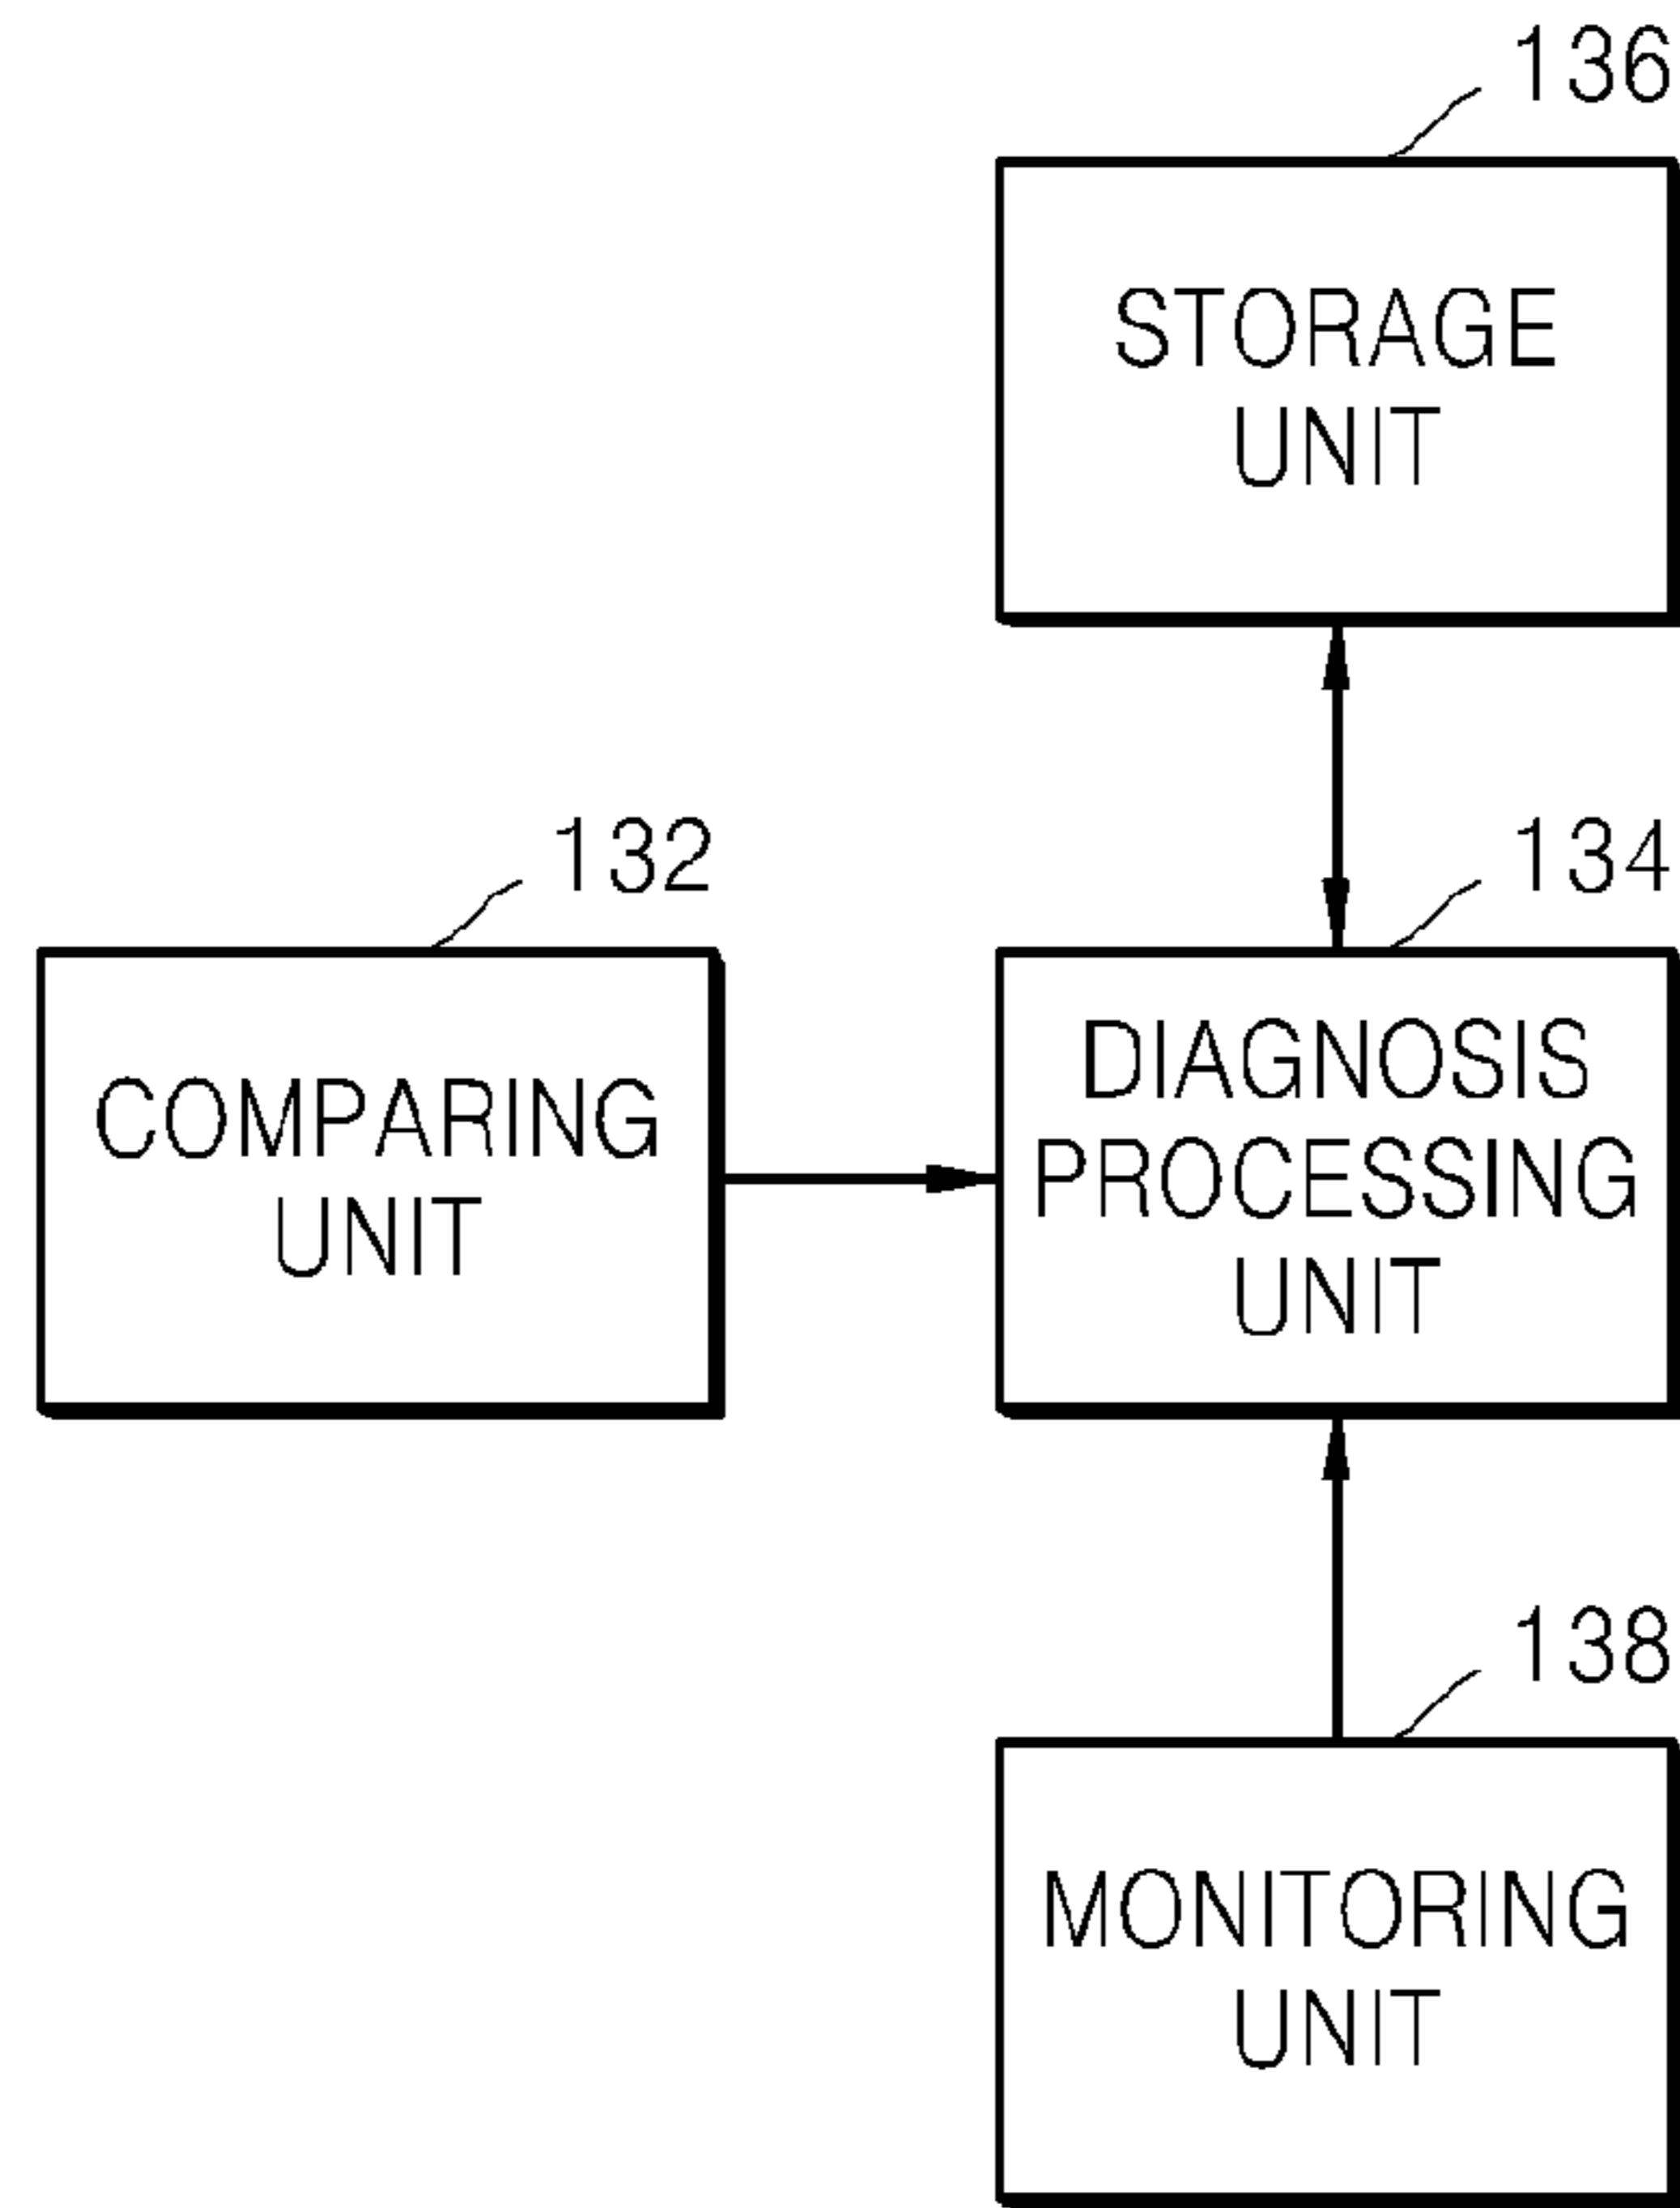 136
STORAGE
UNIT
132
134
COMPARING
UNIT
DIAGNOSIS
PROCESSING
UNIT
138
MONITORING
UNIT